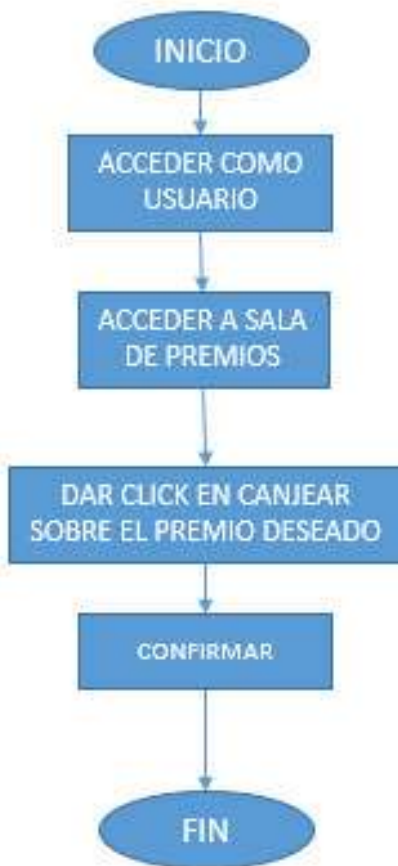 INICIO
ACCEDER COMO
USUARIO
ACCEDER A SALA
DE PREMIOS
DAR CLICK EN CANJEAR
SOBRE EL PREMIO DESEADO
CONFIRMAR
FIN